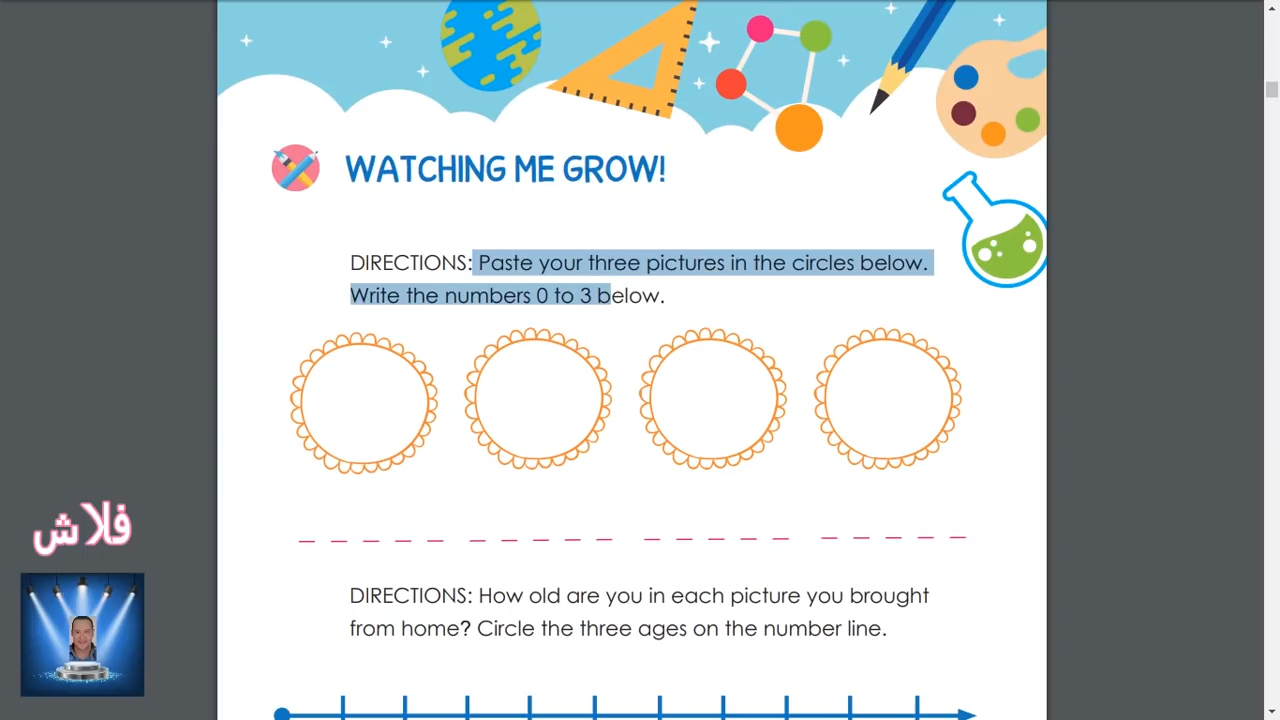 WATCHING ME GROW!
DIRECTIONS: Paste your three pictures in the circles below.
Write the numbers 0 to 3 below.
فلاش
DIRECTIONS: How old are you in each picture you brought
from home? Circle the three ages on the number line.